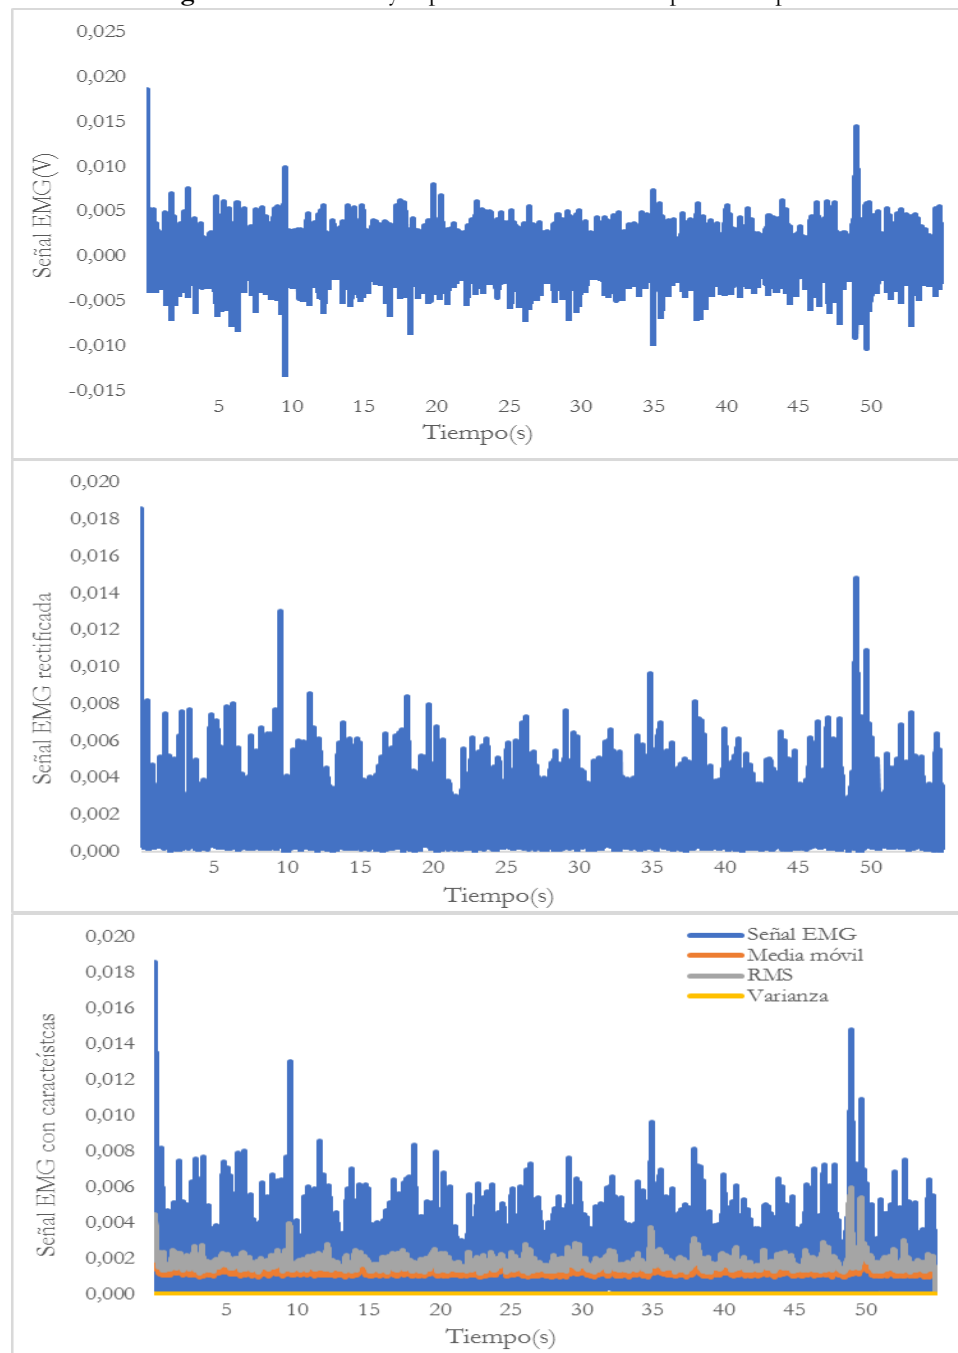 0,025
0,020
0,015
0,010
0,005
0,000
-0,005
-0,010
-0,015
Señal EMG(V)
5 10 15 20 25 30 35 40 45 50
Tiempo(s)
0,020
0,018
0,016
0,014
0,012
0,010
0,008
0,006
0,004
0,002
0,000
Señal EMG rectificada
5 10 15 20 25 30 35 40 45 50
Tiempo(s)
0,020
0,018
0,016
0,014
0,012
0,010
0,008
0,006
0,004
0,002
0,000
Señal EMG con caracteístcas
Señal EMG
Media móvil
RMS
Varianza
5 10 15 20 25 30 35 40 45 50
Tiempo(s)